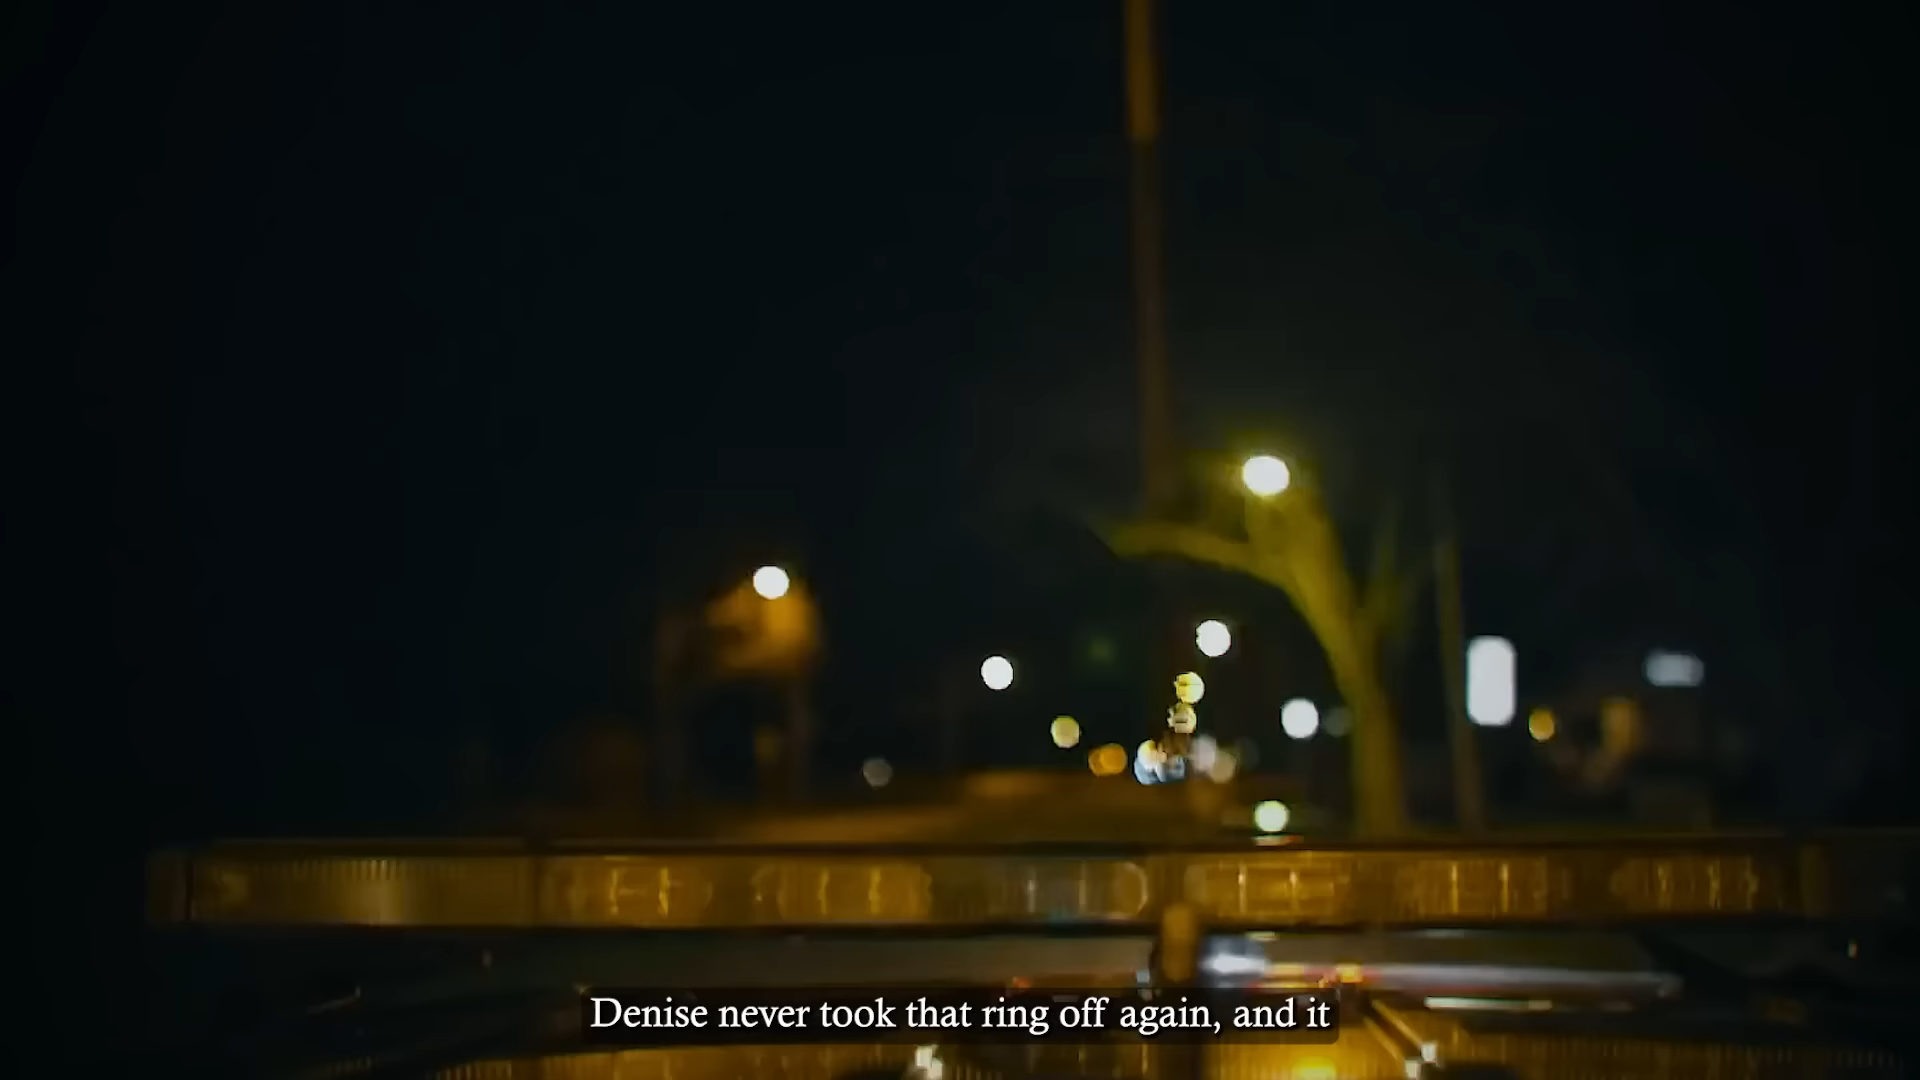 Denise never took that ring off again, and it